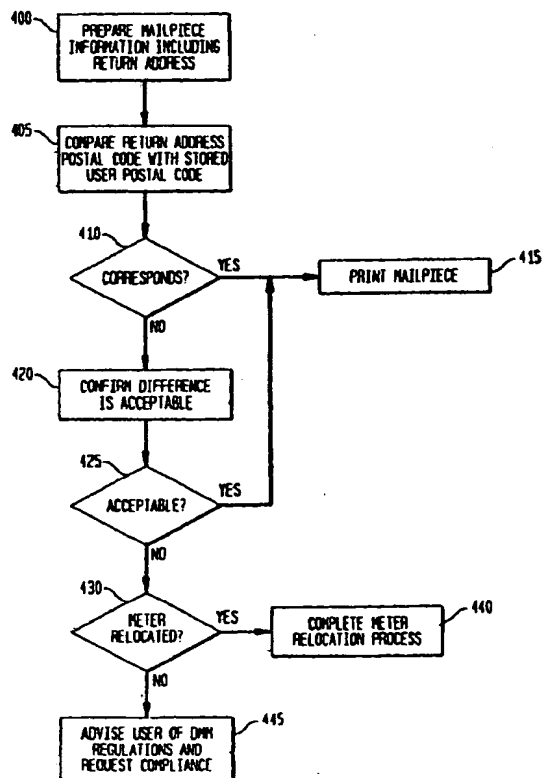 400
PREPARE MAILPIECE
INFORMATION INCLUDING
RETURN ADDRESS
405
COMPARE RETURN ADDRESS
POSTAL CODE WITH STORED
USER POSTAL CODE
410
CORRESPONDS?
YES
NO
PRINT MAILPIECE
415
420
CONFIRM DIFFERENCE
IS ACCEPTABLE
425
ACCEPTABLE?
YES
NO
430
METER
RELOCATED?
YES
NO
COMPLETE METER
RELOCATION PROCESS
440
ADVISE USER OF DMM
REGULATIONS AND
REQUEST COMPLIANCE
445